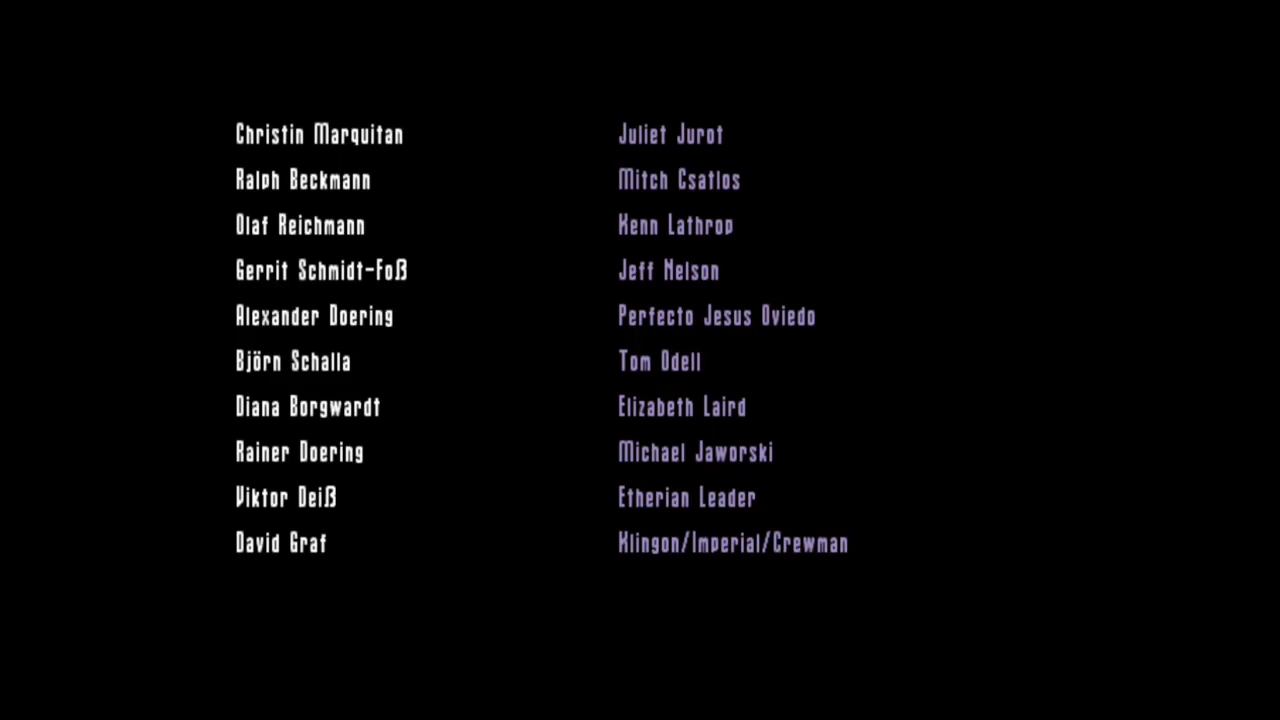 Christin Marquitan Juliet Jurot
Ralph Beckmann Mitch Csatlos
Olaf Reichmann Kenn Lathrop
Gerrit Schmidt-Foß Jeff Nelson
Alexander Doering Perfecto Jesus Oviedo
Björn Schalla Tom Odell
Diana Borgwardt Elizabeth Laird
Rainer Doering Michael Jaworski
Viktor Deiß Etherian Leader
David Graf Klingon/Imperial/Crewman